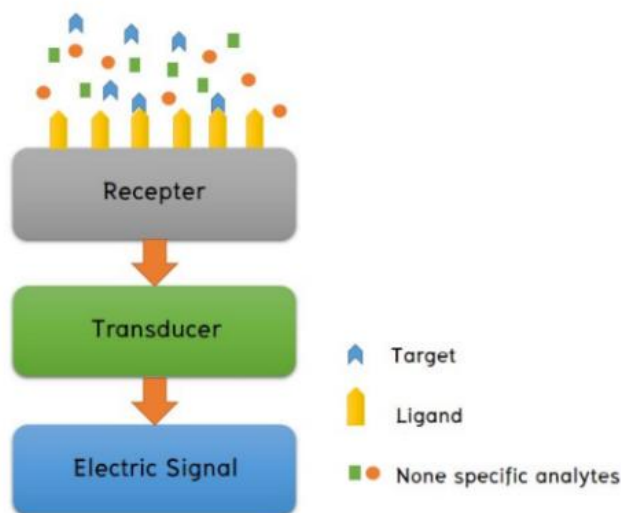 Recepter
Transducer
Target
Ligand
Electric Signal
None specific analytes